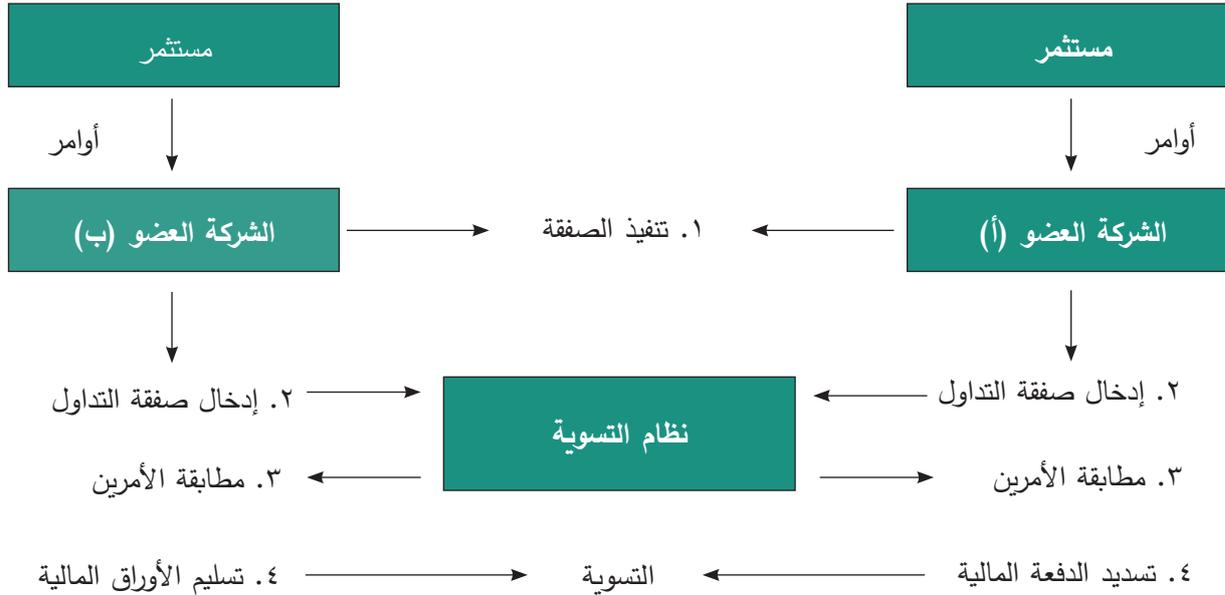 مستثمر
مستثمر
أوامر
أوامر
الشركة العضو (أ)
١. تنفيذ الصفقة
الشركة العضو (ب)
٢. إدخال صفقة التداول
نظام التسوية
٢. إدخال صفقة التداول
٣. مطابقة الأمرين
٣. مطابقة الأمرين
٤. تسديد الدفعة المالية
التسوية
٤. تسليم الأوراق المالية